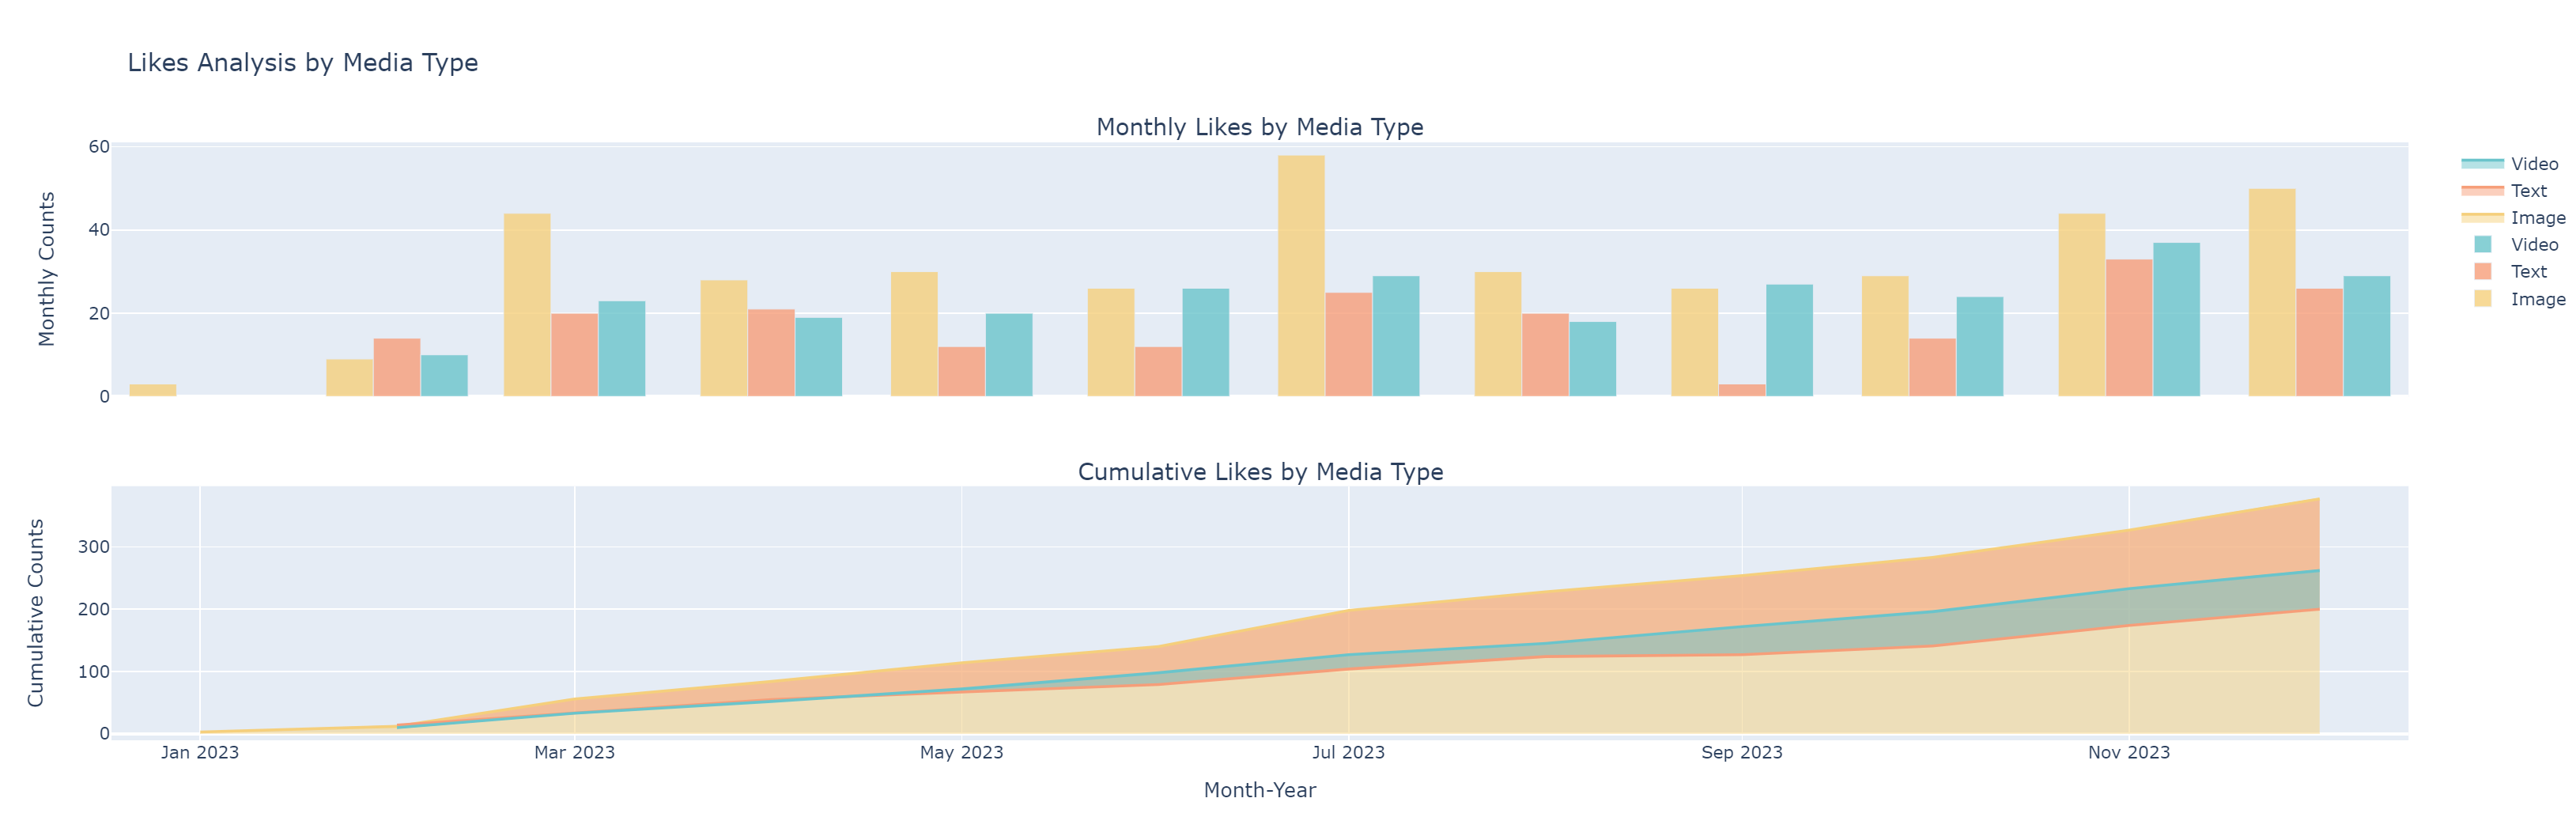 Likes Analysis by Media Type
Monthly Likes by Media Type
60
40
20
0
Monthly Counts
Video
Text
Image
Video
Text
Image
Cumulative Likes by Media Type
300
200
100
0
Cumulative Counts
Jan 2023 Mar 2023 May 2023 Jul 2023 Sep 2023 Nov 2023
Month-Year